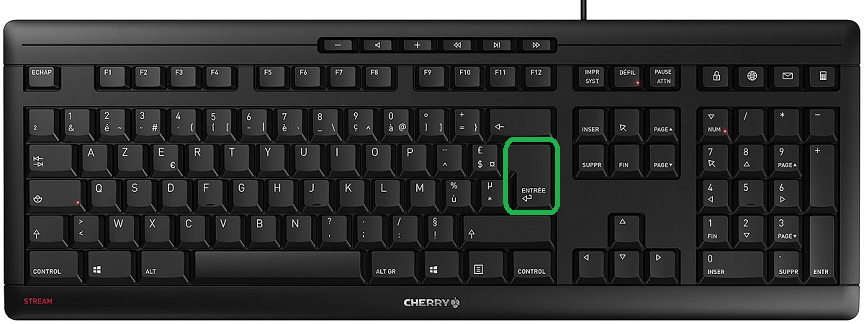 ECHAP F1 F2 F3 F4 F5 F6 F7 F8 F9 F10 F11 F12 IMPR SYST DÉFIL PAUSE ATTN
² 1 & 2 é ~ 3 " # 4 ' { 5 ( [ 6 - | 7 è ` 8 _ \ 9 ç ^ 0 à @ ° ) ] + = } INSER PAGE NUM / * -
A Z E € R T Y U I O P ¨ ^ £ $ ¤ ENTRÉE SUPPR FIN PAGE 7 8 9 PAGE +
Q S D F G H J K L M % ù µ * 4 5 6
> < W X C V B N ? , . ; / : § ! 1 FIN 2 3 PAGE
CONTROL ALT ALT GR CONTROL 0 INSER . SUPPR ENTR
STREAM CHERRY